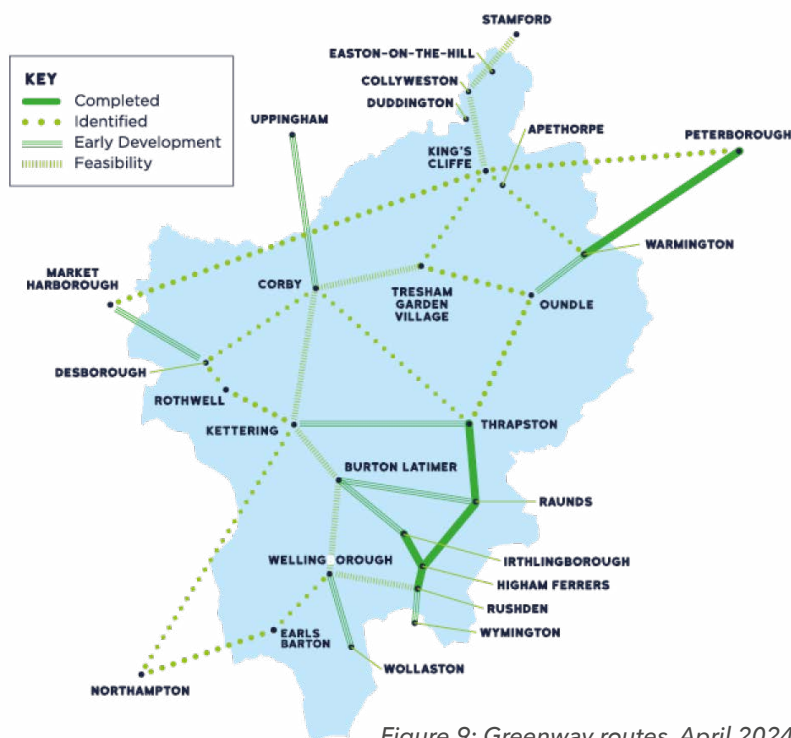 STAMFORD
EASTON-ON-THE-HILL
COLLYWESTON
DUDDINGTON
KEY
Completed
Identified
Early Development
Feasibility
UPPINGHAM
APETHORPE
PETERBOROUGH
KING'S
CLIFFE
WARMINGTON
MARKET
HARBOROUGH
CORBY
TRESHAM
GARDEN
VILLAGE
OUNDLE
DESBOROUGH
ROTHWELL
KETTERING
THRAPSTON
BURTON LATIMER
RAUNDS
IRTHLINGBOROUGH
WELLINGBOROUGH
HIGHAM FERRERS
RUSHDEN
WYMINGTON
EARLS
BARTON
WOLLASTON
NORTHAMPTON
Figure 9: Greenway routes, April 2024